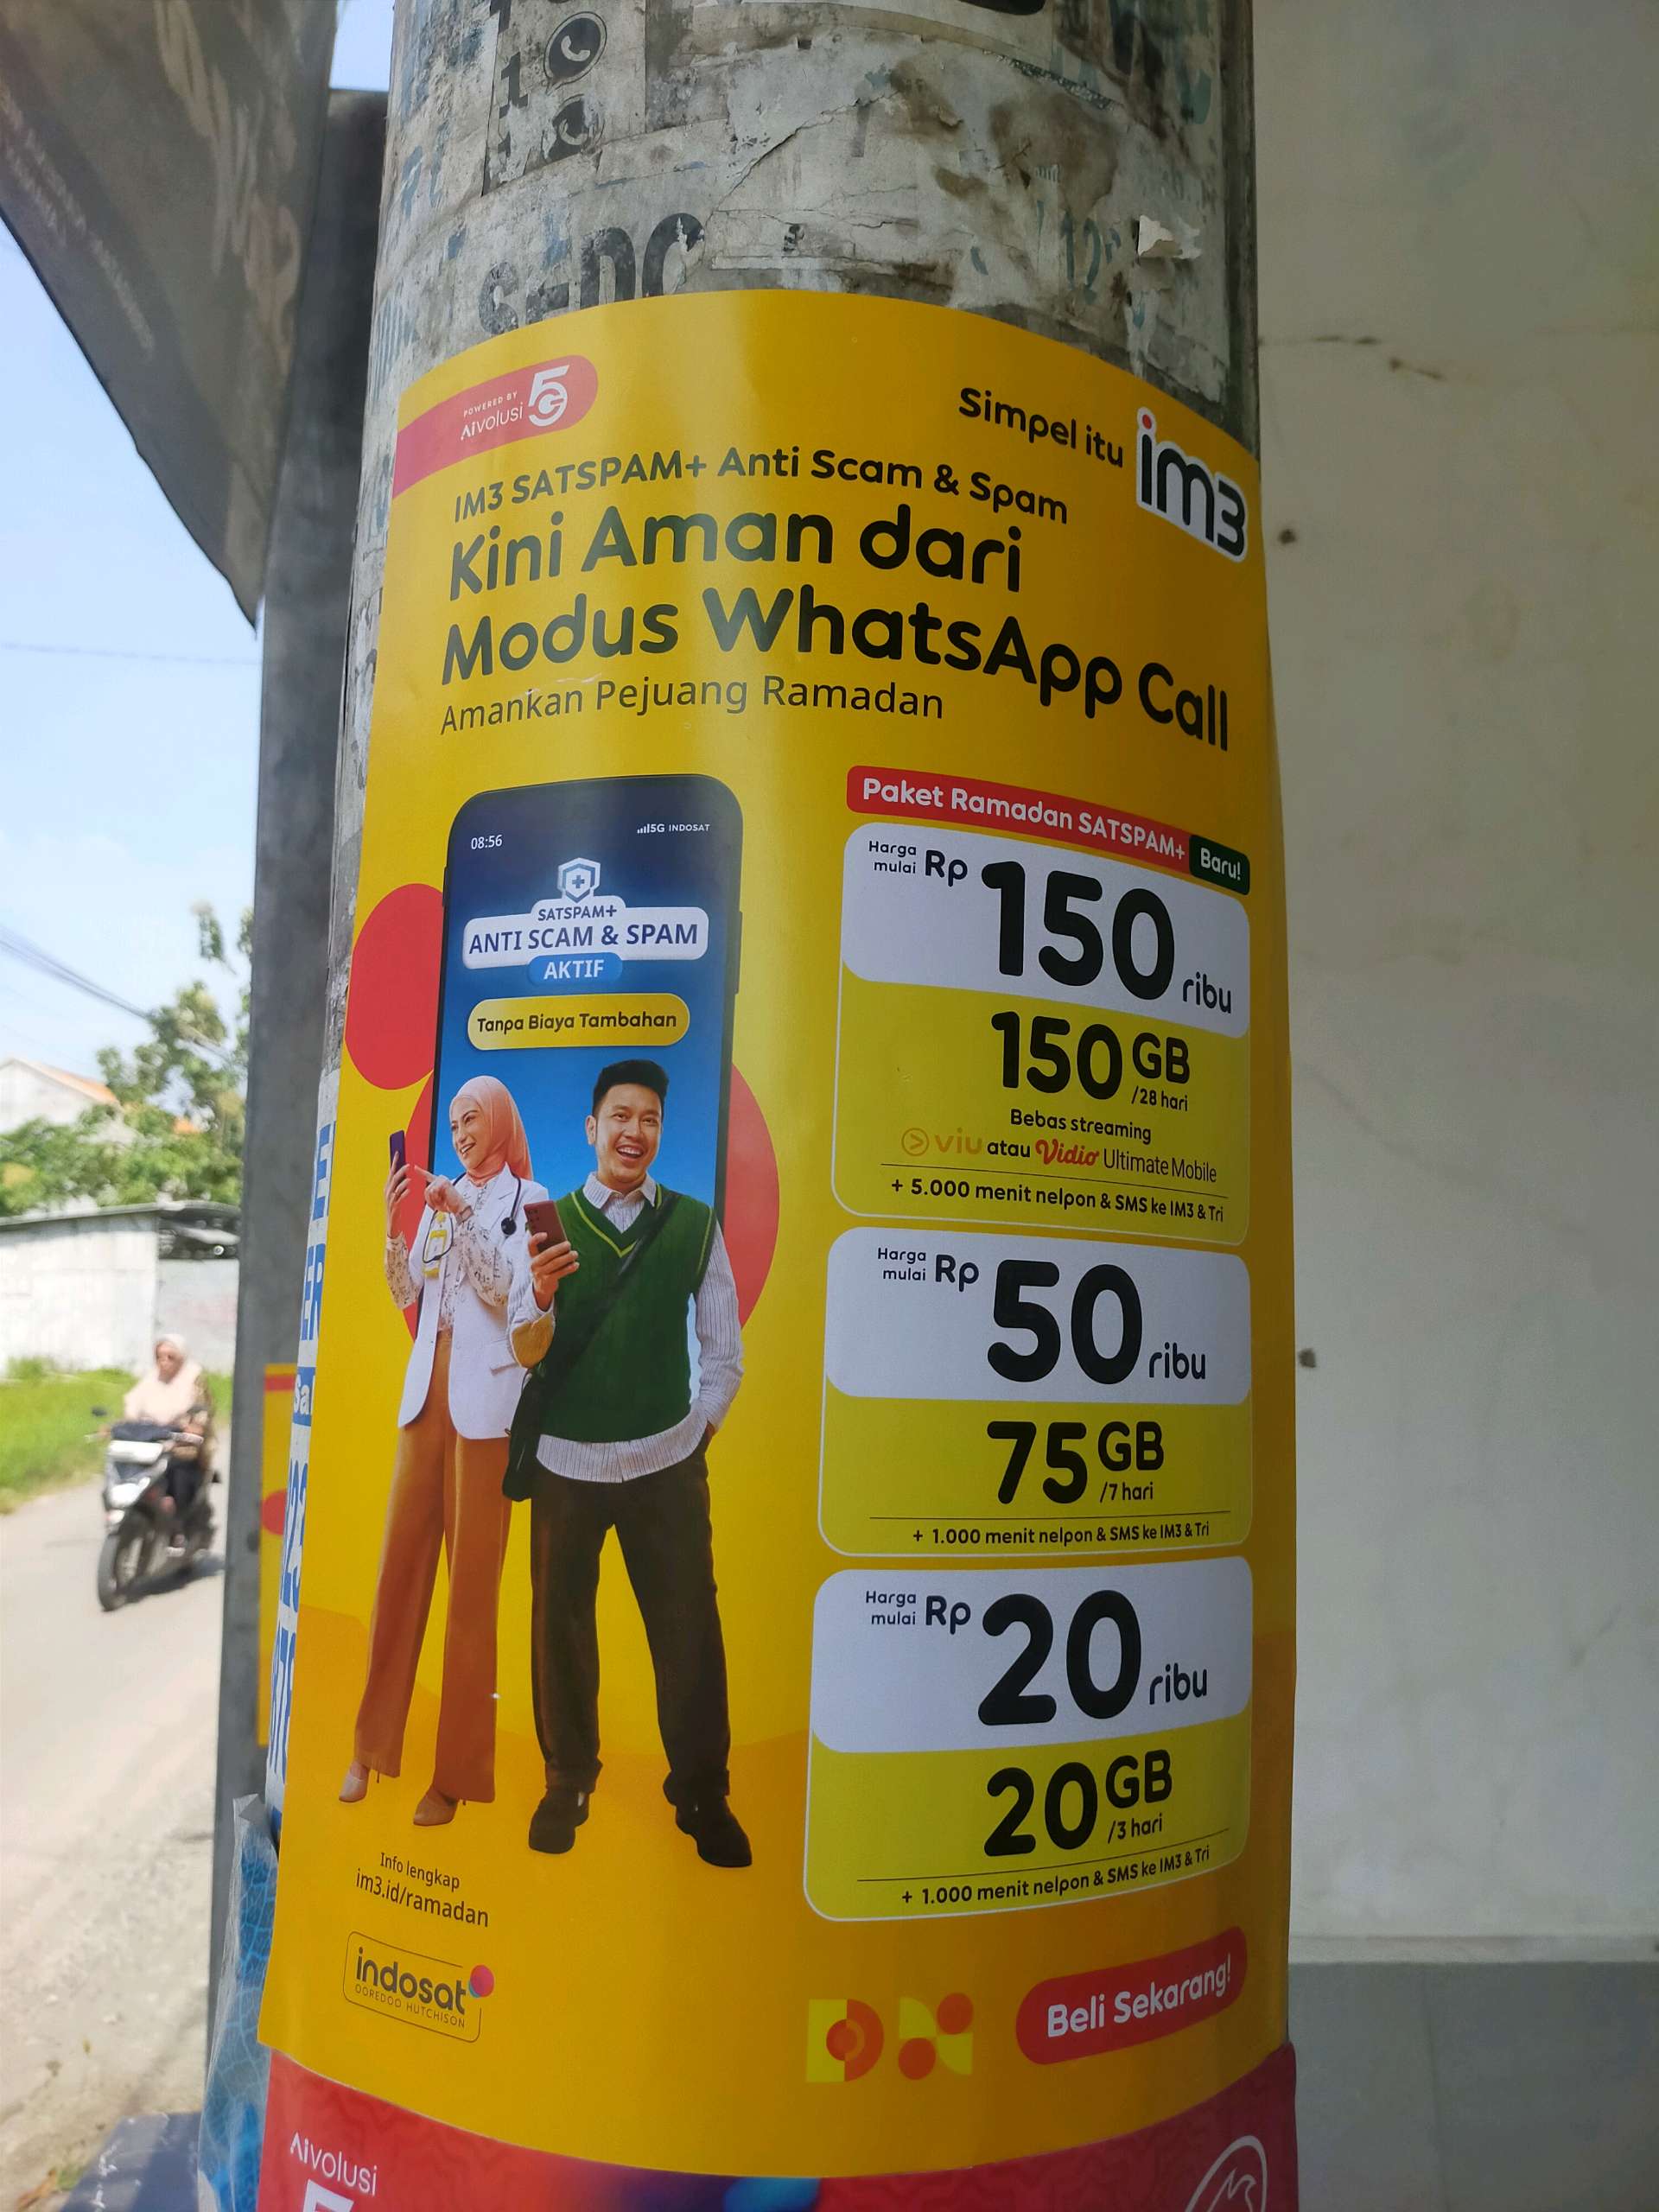 POWERED BY
AIvolusi 5G
Simpel itu im3
IM3 SATSPAM+ Anti Scam & Spam
Kini Aman dari
Modus WhatsApp Call
Amankan Pejuang Ramadan
08:56
5G INDOSAT
SATSPAM+
ANTI SCAM & SPAM
AKTIF
Tanpa Biaya Tambahan
Paket Ramadan SATSPAM+ Baru!
Harga mulai Rp 150 ribu
150 GB /28 hari
Bebas streaming
viu atau Vidio Ultimate Mobile
+ 5.000 menit nelpon & SMS ke IM3 & Tri
Harga mulai Rp 50 ribu
75 GB /7 hari
+ 1.000 menit nelpon & SMS ke IM3 & Tri
Harga mulai Rp 20 ribu
20 GB /3 hari
+ 1.000 menit nelpon & SMS ke IM3 & Tri
Info lengkap
im3.id/ramadan
indosat
OOREDOO HUTCHISON
Beli Sekarang!
AIvolusi